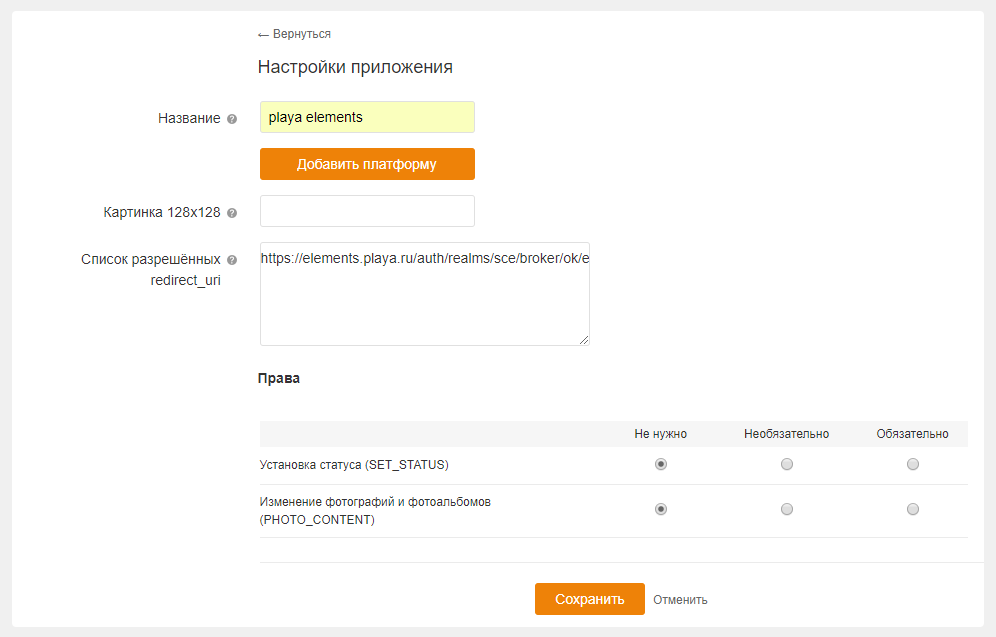 ← Вернуться
Настройки приложения
Название ?
playa elements
Добавить платформу
Картинка 128x128 ?
Список разрешённых ?
redirect_uri
https://elements.playa.ru/auth/realms/sce/broker/ok/e
Права
Не нужно Необязательно Обязательно
Установка статуса (SET_STATUS)
Изменение фотографий и фотоальбомов
(PHOTO_CONTENT)
Сохранить Отменить